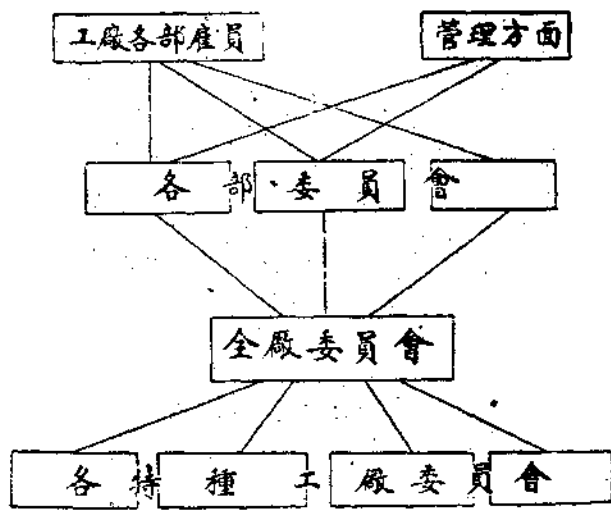 工廠各部雇員
管理方面
各部委員會
全廠委員會
各特種工廠委員會